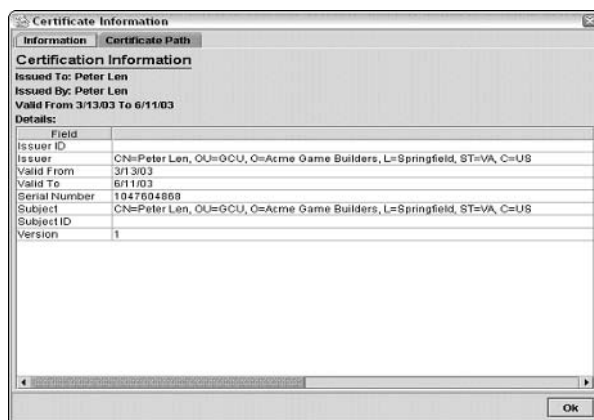 Certificate Information
Information Certificate Path
Certification Information
Issued To: Peter Len
Issued By: Peter Len
Valid From 3/13/03 To 6/11/03
Details:
Field
Issuer ID
Issuer CN=Peter Len, OU=GCU, O=Acme Game Builders, L=Springfield, ST=VA, C=US
Valid From 3/13/03
Valid To 6/11/03
Serial Number 1047604868
Subject CN=Peter Len, OU=GCU, O=Acme Game Builders, L=Springfield, ST=VA, C=US
Subject ID
Version 1
Ok